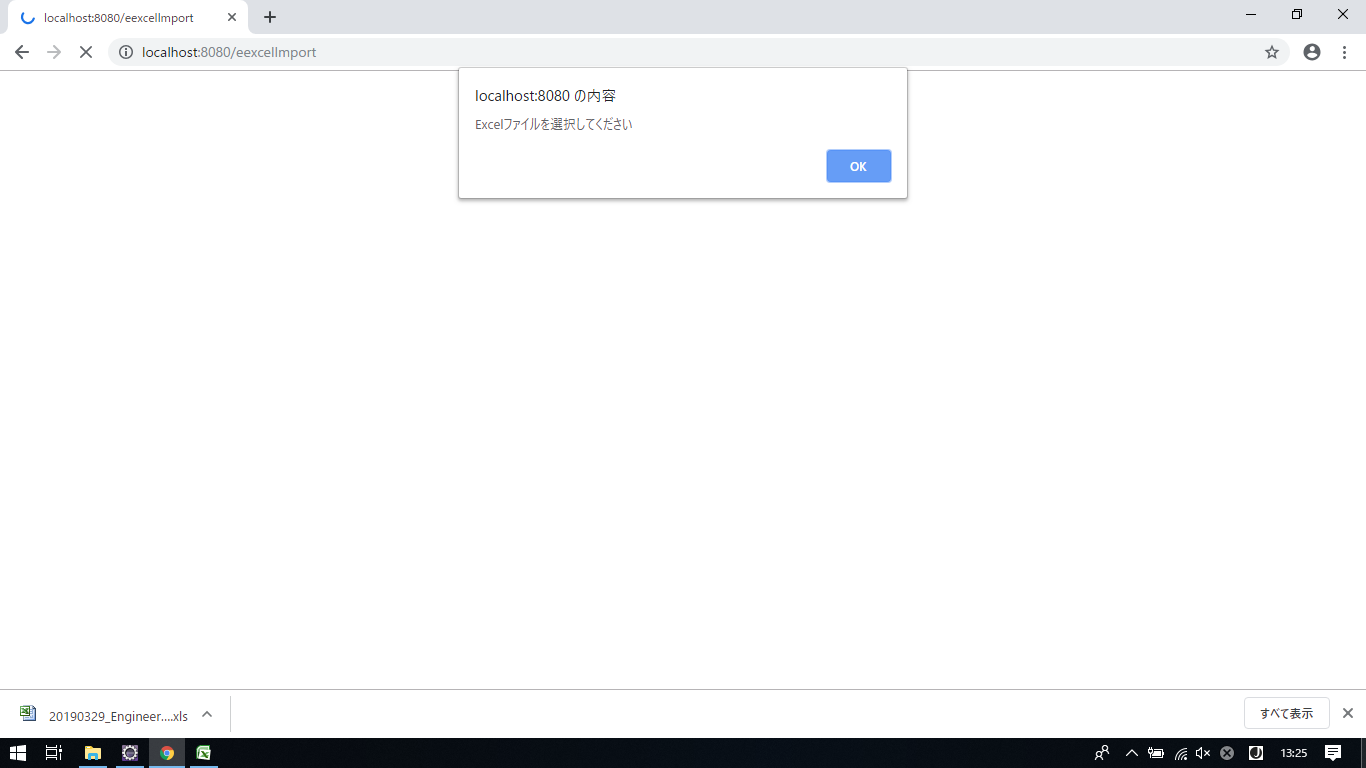 localhost:8080/eexcelImport
localhost:8080/eexcelImport
localhost:8080 の内容
Excelファイルを選択してください
OK
20190329_Engineer....xls
すべて表示
13:25